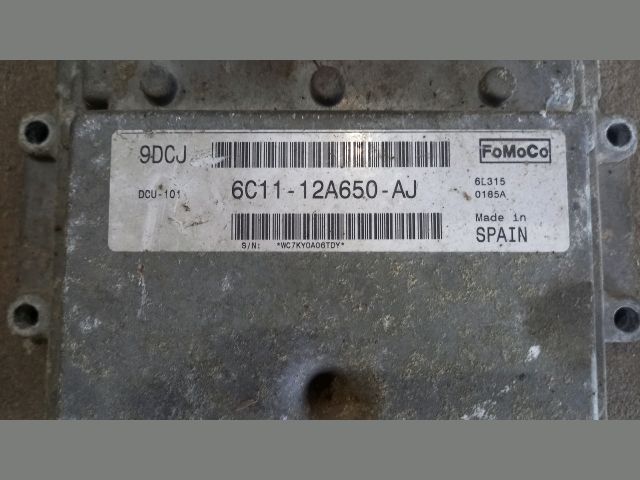 9DCJ
FoMoCo
DCU-101
6C11-12A650-AJ
6L315
0185A
Made in
SPAIN
S/N: *WC7KY0A06TDY*